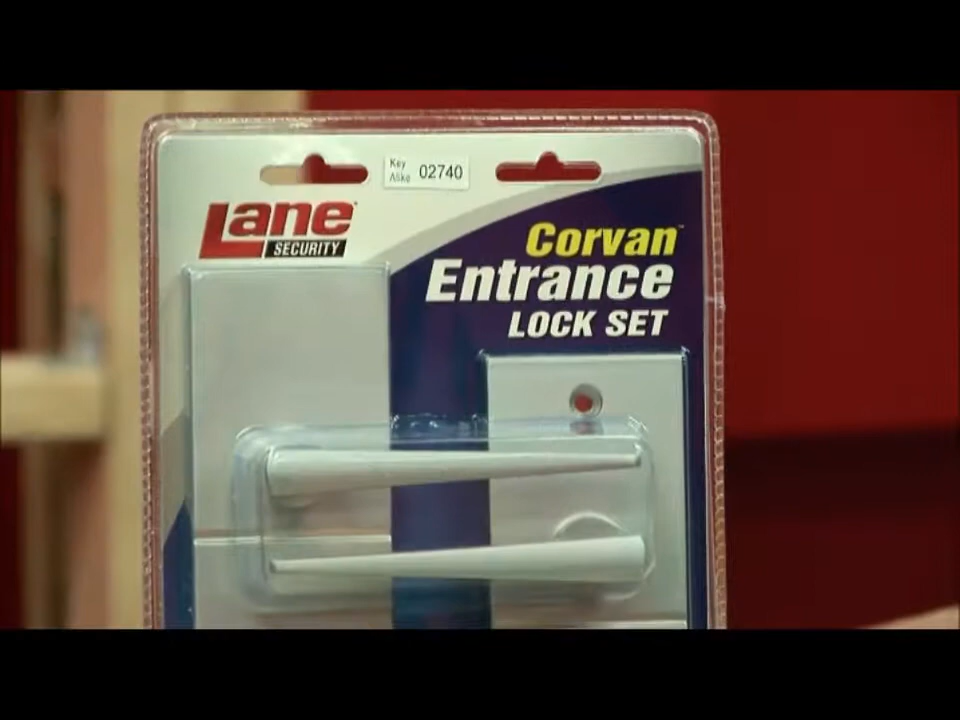 Key
Alike 02740
Lane
SECURITY
Corvan™
Entrance
LOCK SET